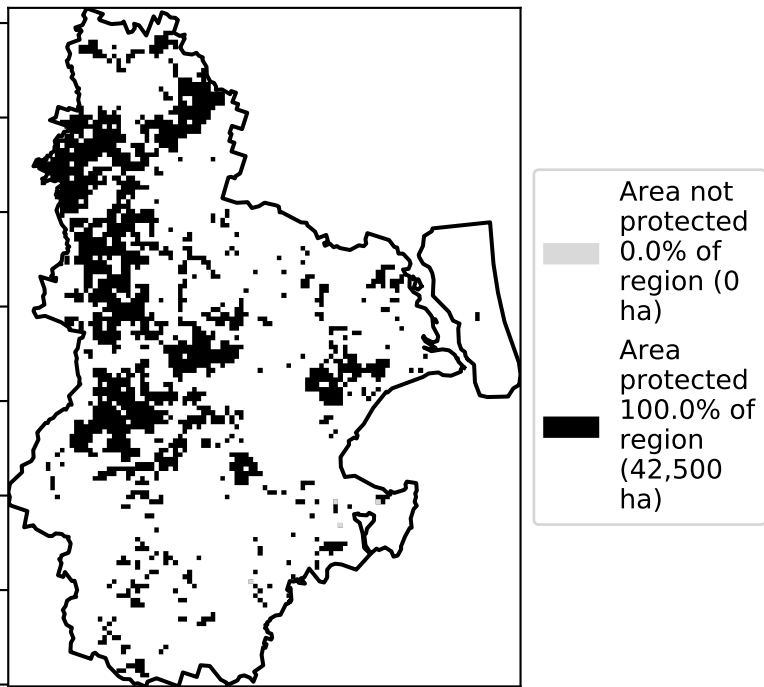 Area not
protected
0.0% of
region (0
ha)
Area
protected
100.0% of
region
(42,500
ha)